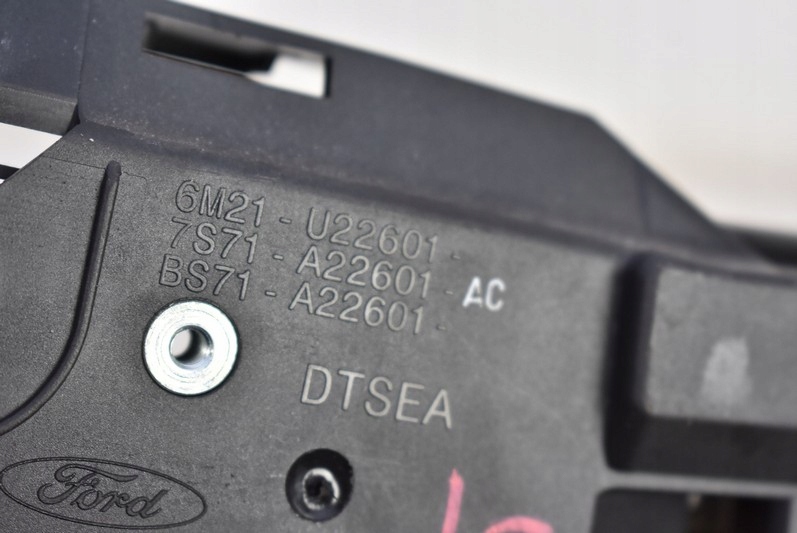 6M21 - U22601 -
7S71 - A22601 - AC
BS71 - A22601 -
DTSEA
Ford